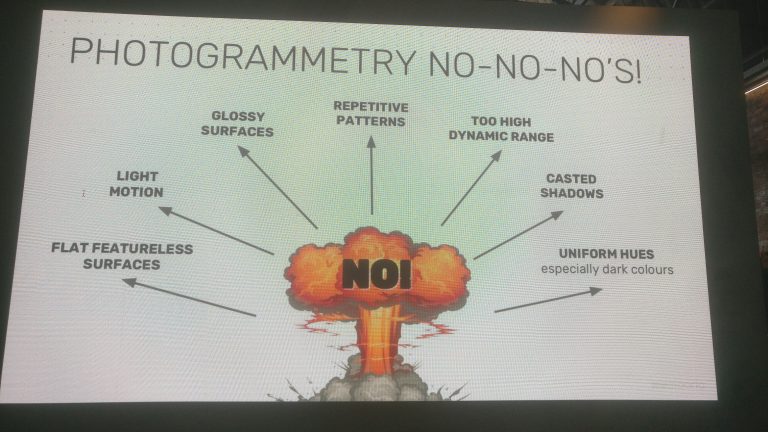 PHOTOGRAMMETRY NO-NO-NO'S!
REPETITIVE
PATTERNS
GLOSSY
SURFACES
TOO HIGH
DYNAMIC RANGE
LIGHT
MOTION
CASTED
SHADOWS
FLAT FEATURELESS
SURFACES
UNIFORM HUES
especially dark colours
NO!